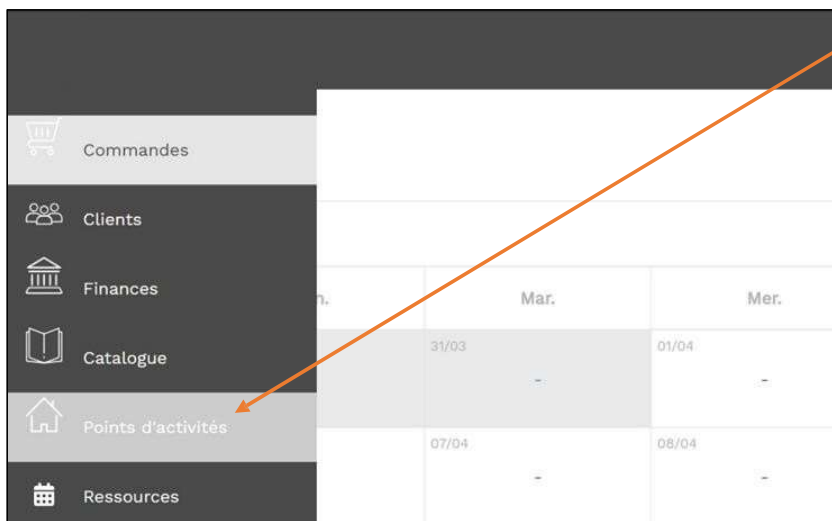 Commandes
Clients
Finances
n. Mar. Mer.
Catalogue
31/03 01/04
- -
Points d'activités
07/04 08/04
- -
Ressources